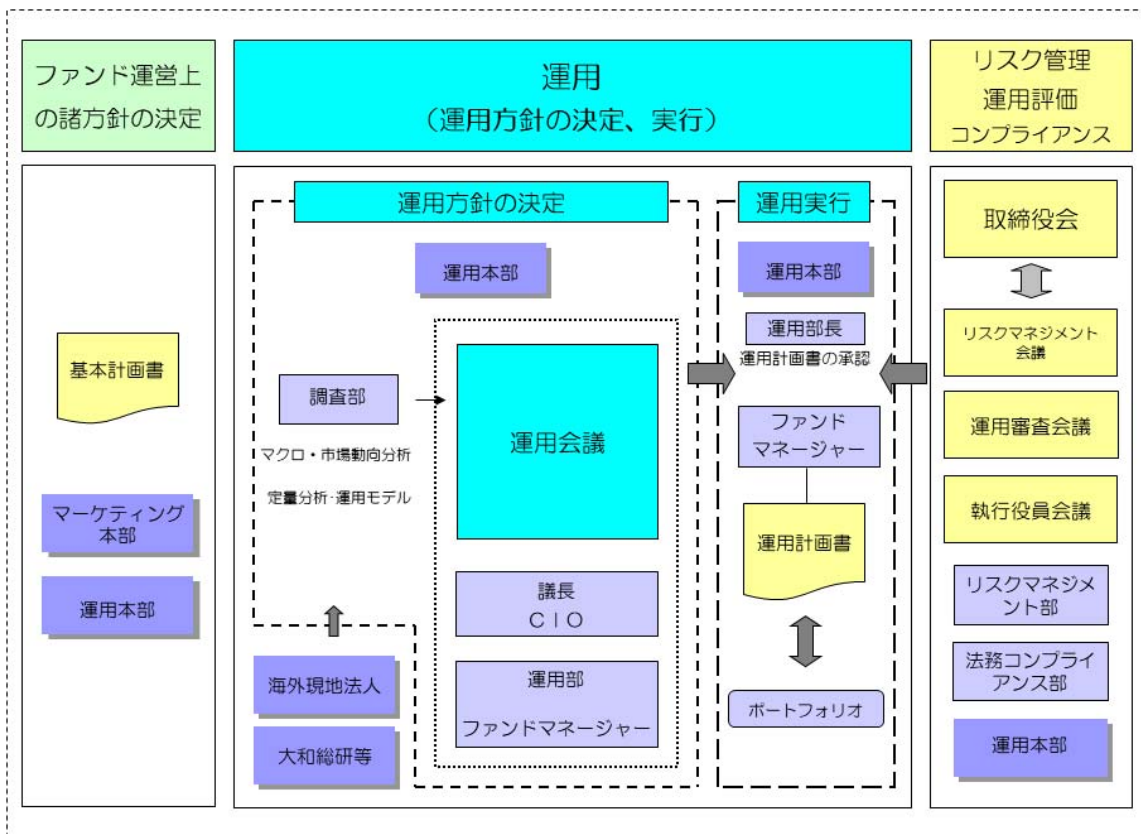 ファンド運営上
の諸方針の決定
運用
（運用方針の決定、実行）
リスク管理
運用評価
コンプライアンス
基本計画書
マーケティング
本部
運用本部
運用方針の決定
運用本部
調査部
マクロ・市場動向分析
定量分析・運用モデル
運用会議
議長
ＣＩＯ
運用部
ファンドマネージャー
海外現地法人
大和総研等
運用実行
運用本部
運用部長
運用計画書の承認
ファンド
マネージャー
運用計画書
ポートフォリオ
取締役会
リスクマネジメント
会議
運用審査会議
執行役員会議
リスクマネジメ
ント部
法務コンプライ
アンス部
運用本部